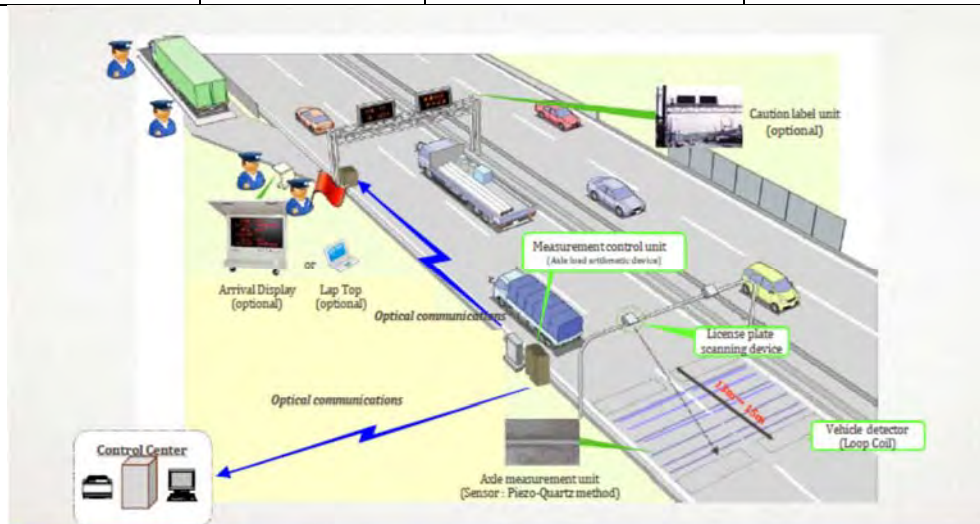 Caution label unit
(optional)
Measurement control unit
(Axle load arithmetic device)
Arrival Display
(optional)
or
Lap Top
(optional)
Optical communications
License plate
scanning device
Optical communications
Vehicle detector
(Loop Coil)
Control Center
Axle measurement unit
(Sensor : Piezo-Quartz method)